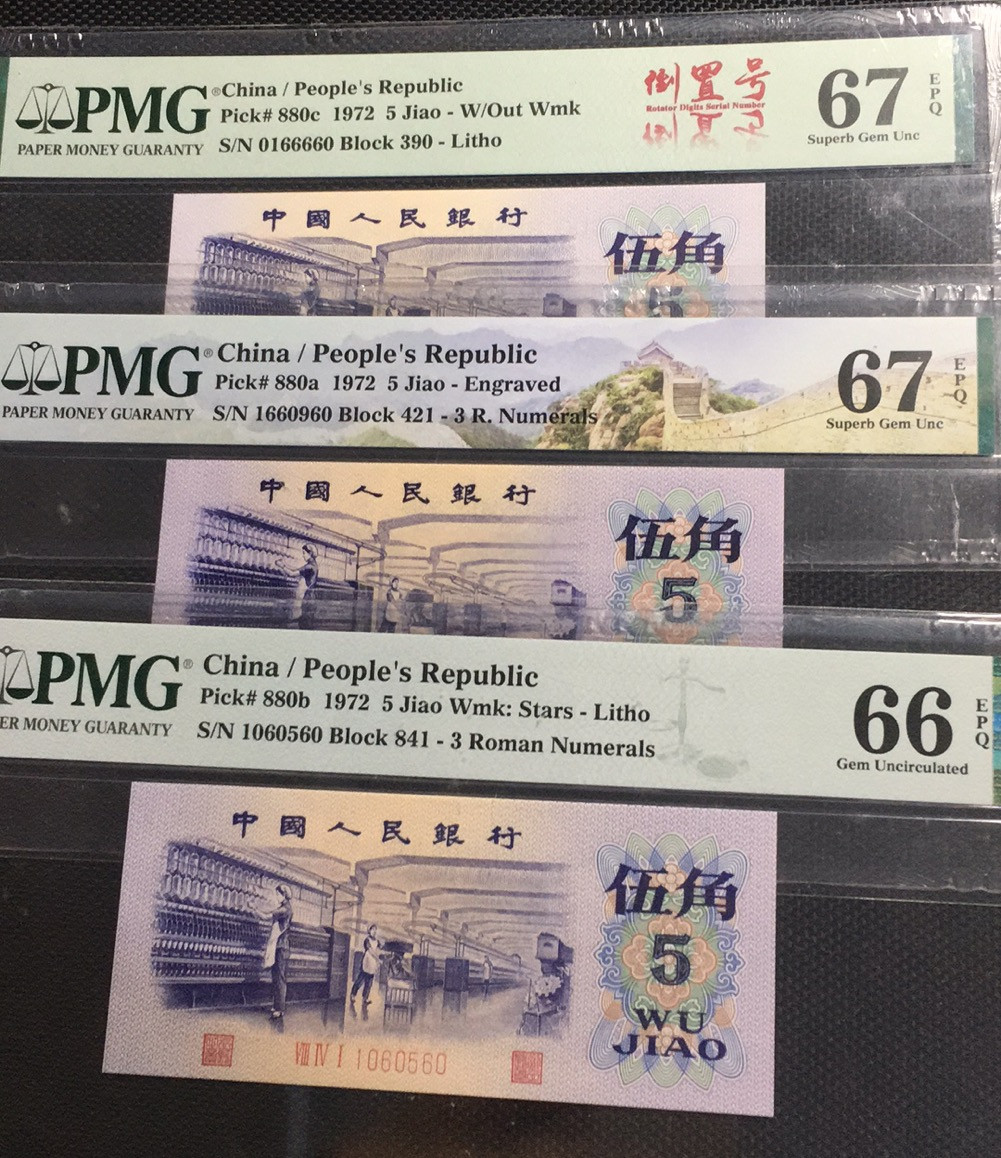 PMG® China / People's Republic
Pick# 880c 1972 5 Jiao - W/Out Wmk
PAPER MONEY GUARANTY S/N 0166660 Block 390 - Litho
倒置号
Rotator Digits Serial Number
67 EPQ
Superb Gem Unc
中國人民銀行
伍角
5
PMG® China / People's Republic
Pick# 880a 1972 5 Jiao - Engraved
PAPER MONEY GUARANTY S/N 1660960 Block 421 - 3 R. Numerals
67 EPQ
Superb Gem Unc
中國人民銀行
伍角
5
PMG® China / People's Republic
Pick# 880b 1972 5 Jiao Wmk: Stars - Litho
ER MONEY GUARANTY S/N 1060560 Block 841 - 3 Roman Numerals
66 EPQ
Gem Uncirculated
中國人民銀行
伍角
5
WU
JIAO
VIII IV I 1060560